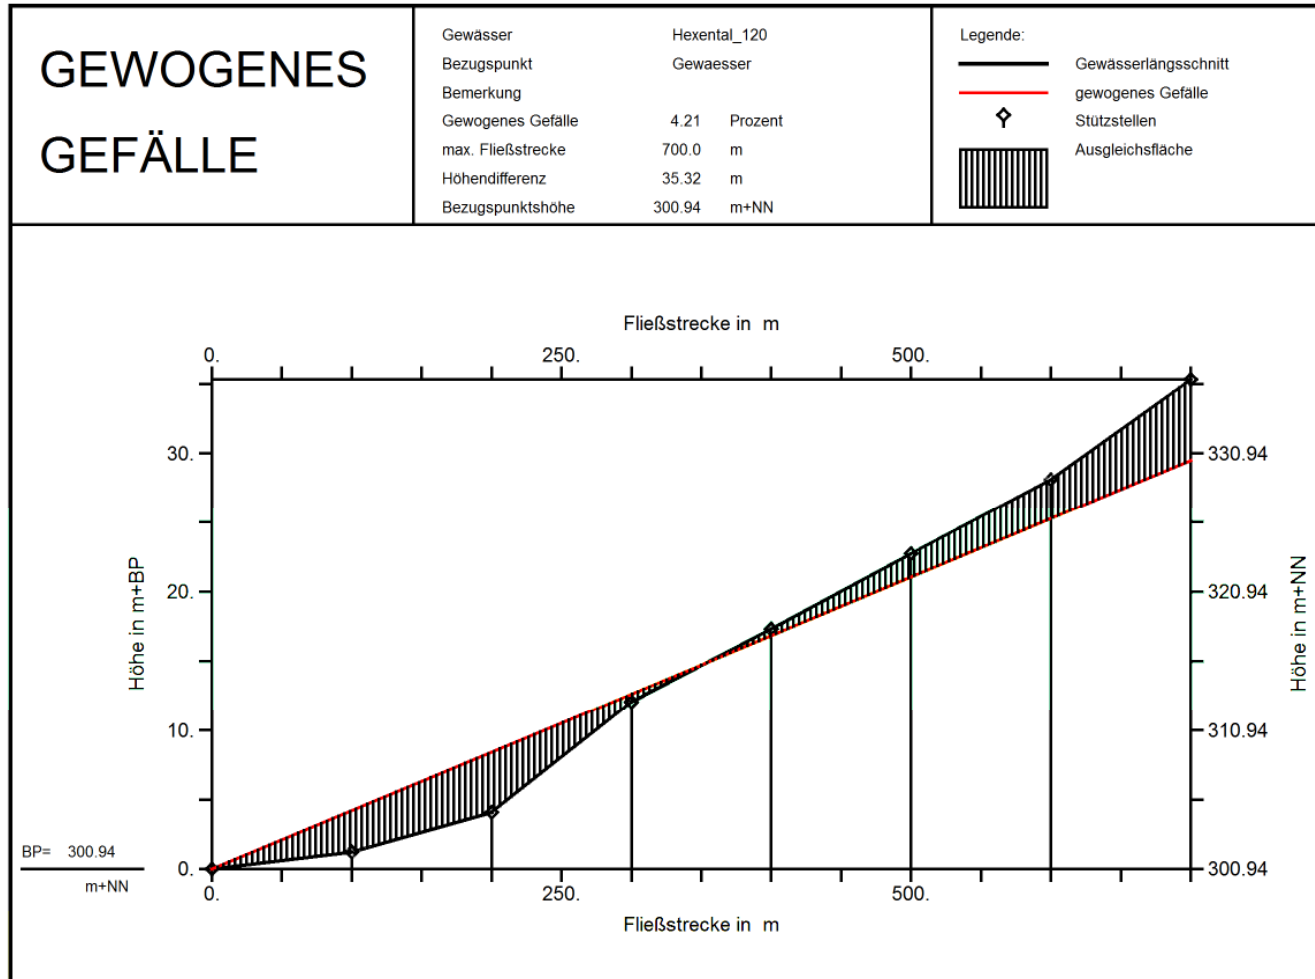 GEWOGENES
GEFÄLLE
Gewässer Hexental_120
Bezugspunkt Gewaesser
Bemerkung
Gewogenes Gefälle 4.21 Prozent
max. Fließstrecke 700.0 m
Höhendifferenz 35.32 m
Bezugspunktshöhe 300.94 m+NN
Legende:
Gewässerlängsschnitt
gewogenes Gefälle
Stützstellen
Ausgleichsfläche
Fließstrecke in m
0. 250. 500.
30. 330.94
20. 320.94
10. 310.94
0. 300.94
Höhe in m+BP
Höhe in m+NN
BP= 300.94
m+NN
0. 250. 500.
Fließstrecke in m